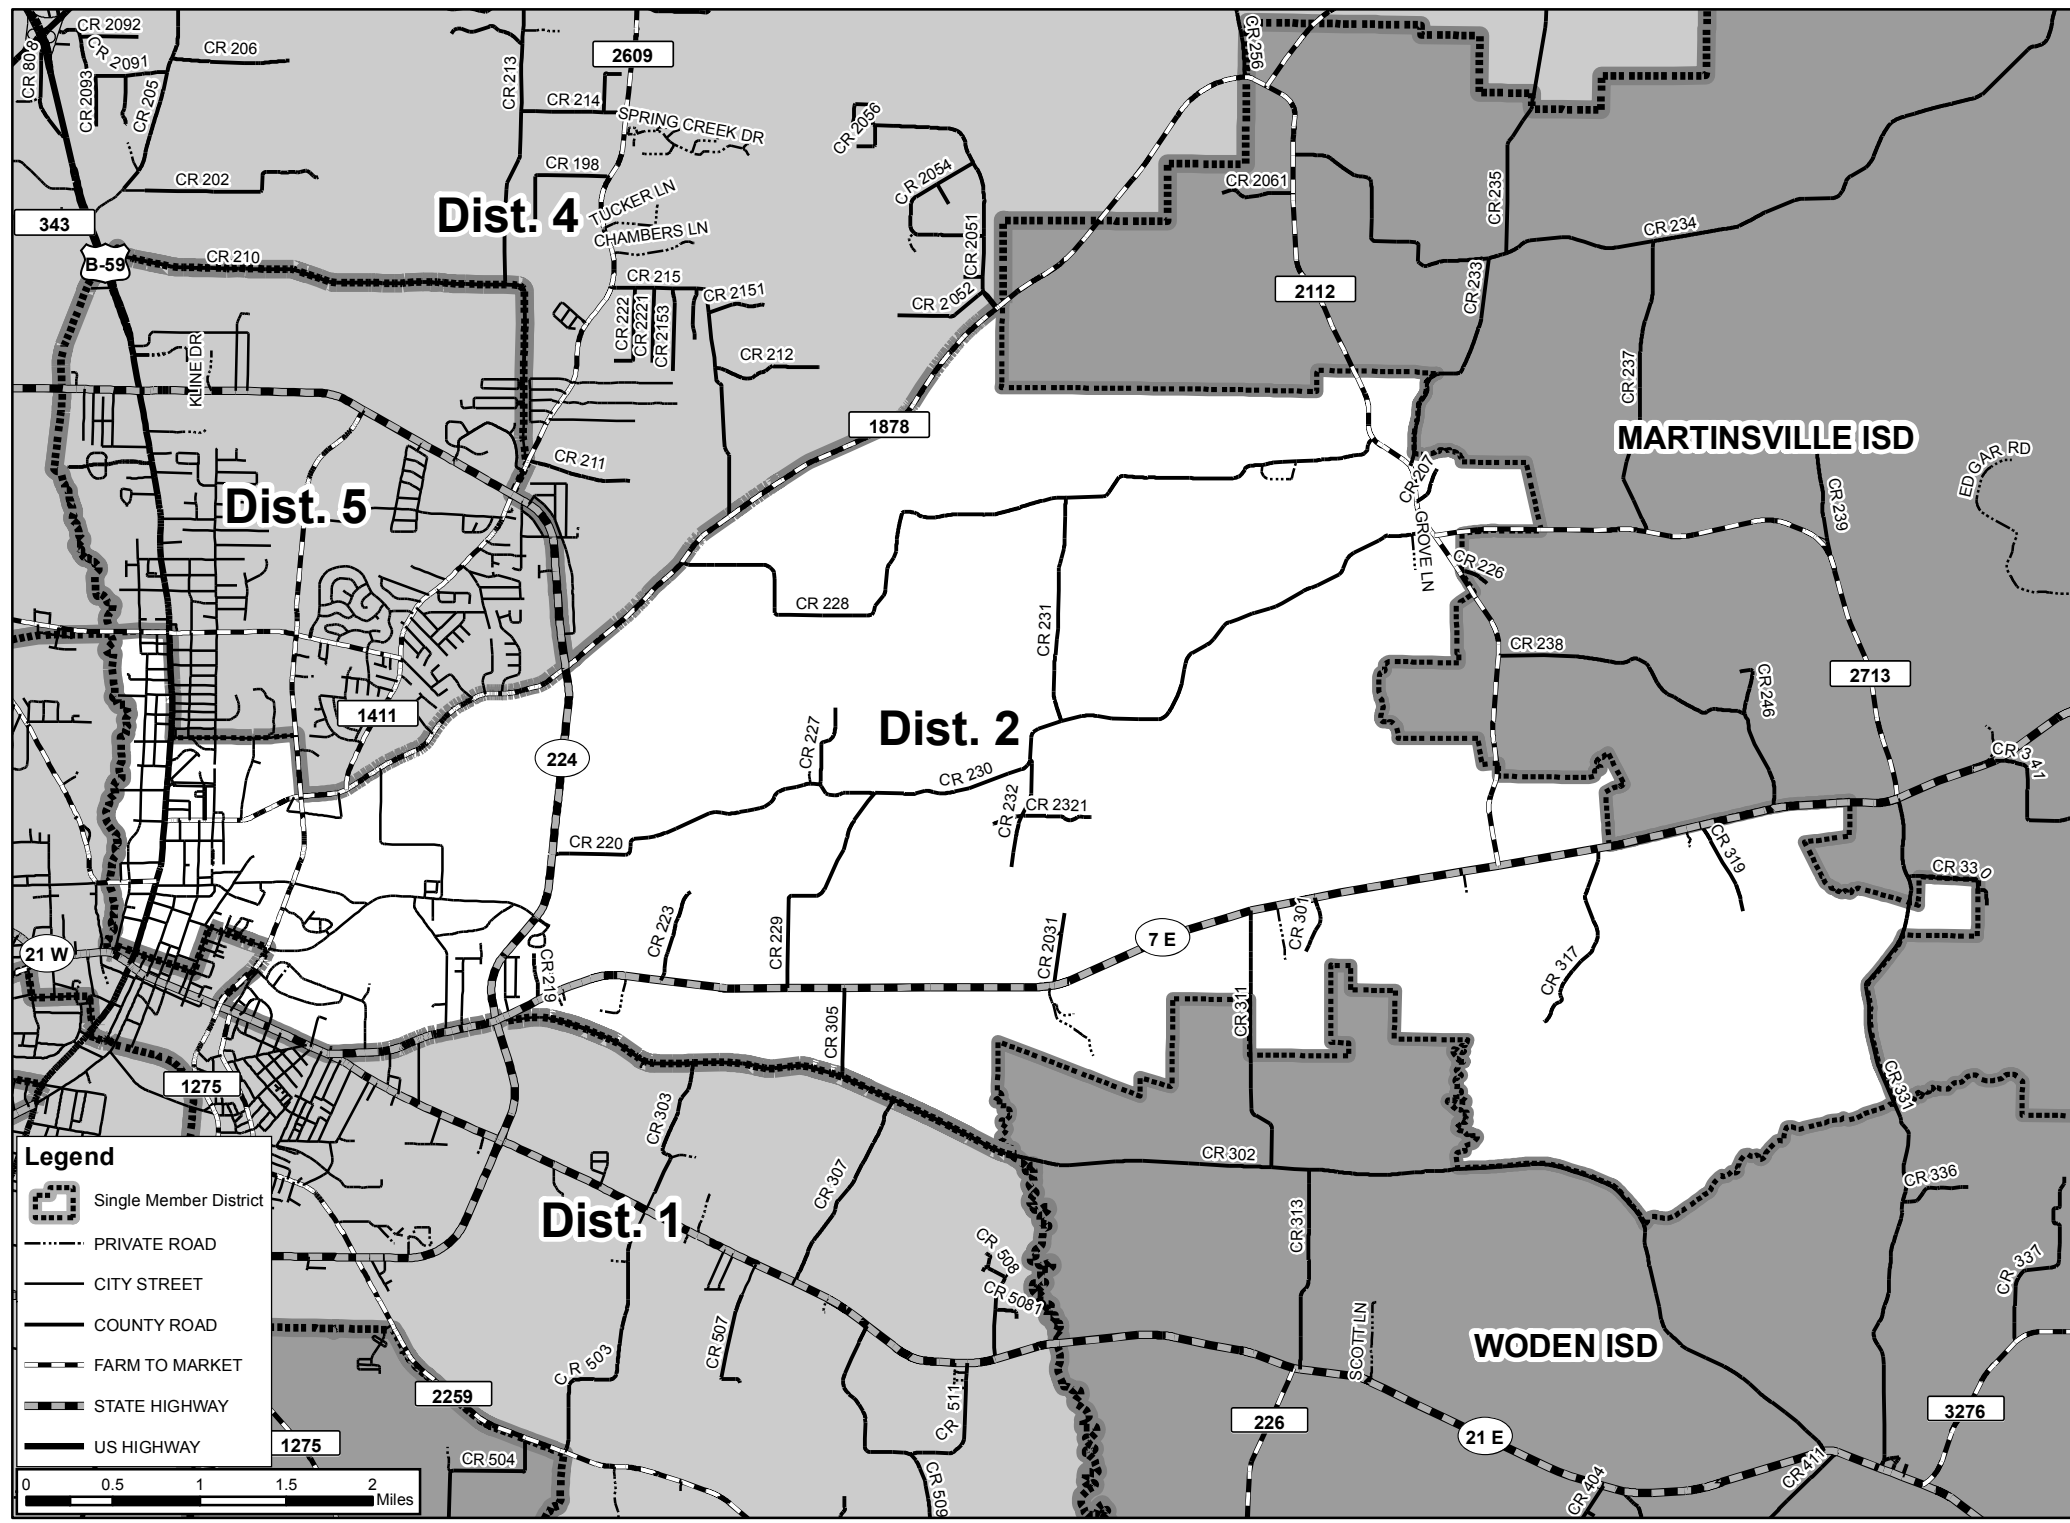 CR 2092
CR 2091
CR 808
CR 2093
CR 205
CR 206
CR 202
343
B-59
CR 210
CR 213
2609
CR 214
SPRING CREEK DR
CR 198
TUCKER LN
CHAMBERS LN
Dist. 4
CR 215
CR 222
CR 2221
CR 2153
CR 2151
CR 212
CR 2056
CR 2054
CR 2051
CR 2052
CR 256
CR 2061
CR 235
CR 234
CR 233
CR 237
2112
KLINE DR
1878
MARTINSVILLE ISD
EDGAR RD
CR 239
CR 211
Dist. 5
CR 207
GROVE LN
CR 226
CR 228
CR 231
CR 238
CR 246
2713
1411
224
CR 227
Dist. 2
CR 230
CR 232
CR 2321
CR 341
CR 220
CR 319
CR 330
CR 223
CR 229
CR 2031
7 E
CR 301
CR 317
21 W
CR 219
CR 305
CR 311
CR 331
1275
CR 303
CR 307
CR 302
CR 336
CR 313
CR 337
Dist. 1
CR 508
CR 5081
CR 507
CR 503
SCOTT LN
WODEN ISD
2259
CR 511
226
21 E
3276
1275
CR 504
CR 509
CR 404
CR 411
Legend
Single Member District
PRIVATE ROAD
CITY STREET
COUNTY ROAD
FARM TO MARKET
STATE HIGHWAY
US HIGHWAY
0 0.5 1 1.5 2
Miles